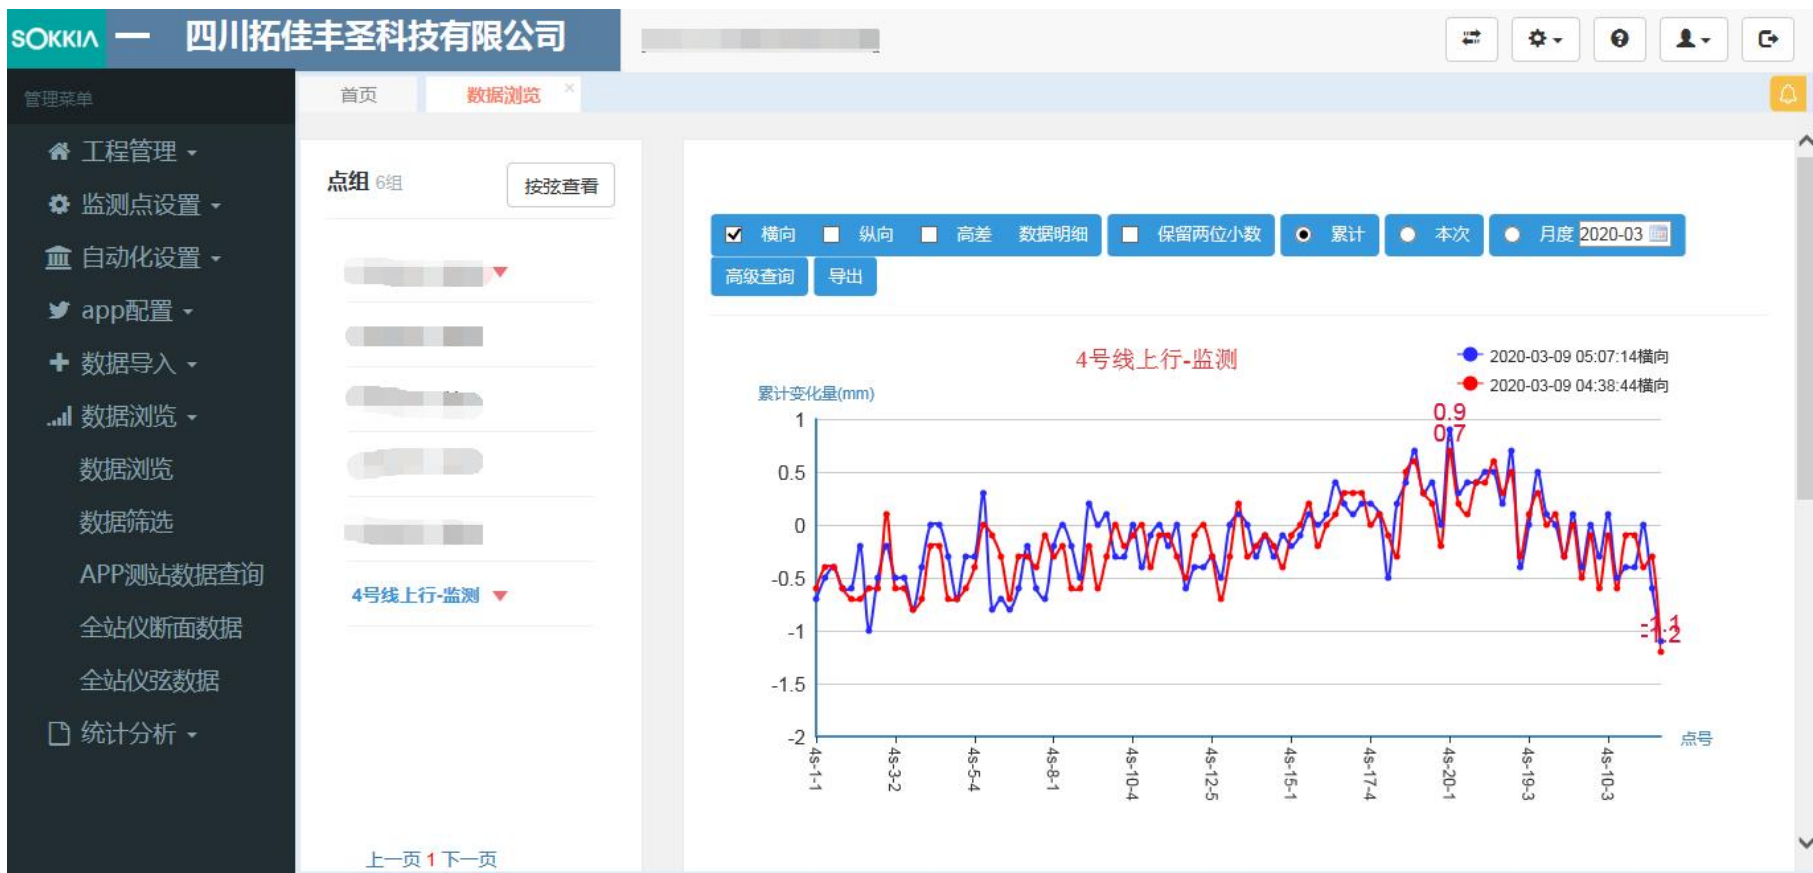 SOKKIA 四川拓佳丰圣科技有限公司
管理菜单
首页 数据浏览 ×
工程管理
监测点设置
自动化设置
app配置
数据导入
数据浏览
数据浏览
数据筛选
APP测站数据查询
全站仪断面数据
全站仪弦数据
统计分析
点组 6组 按弦查看
4号线上行-监测
上一页 1 下一页
横向 纵向 高差 数据明细 保留两位小数 累计 本次 月度 2020-03
高级查询 导出
4号线上行-监测
2020-03-09 05:07:14横向
2020-03-09 04:38:44横向
累计变化量(mm)
0.9
0.7
1
0.5
0
-0.5
-1
-1.5
-2
-1.1
-1.2
点号
4s-1-1
4s-3-2
4s-5-4
4s-8-1
4s-10-4
4s-12-5
4s-15-1
4s-17-4
4s-20-1
4s-19-3
4s-10-3